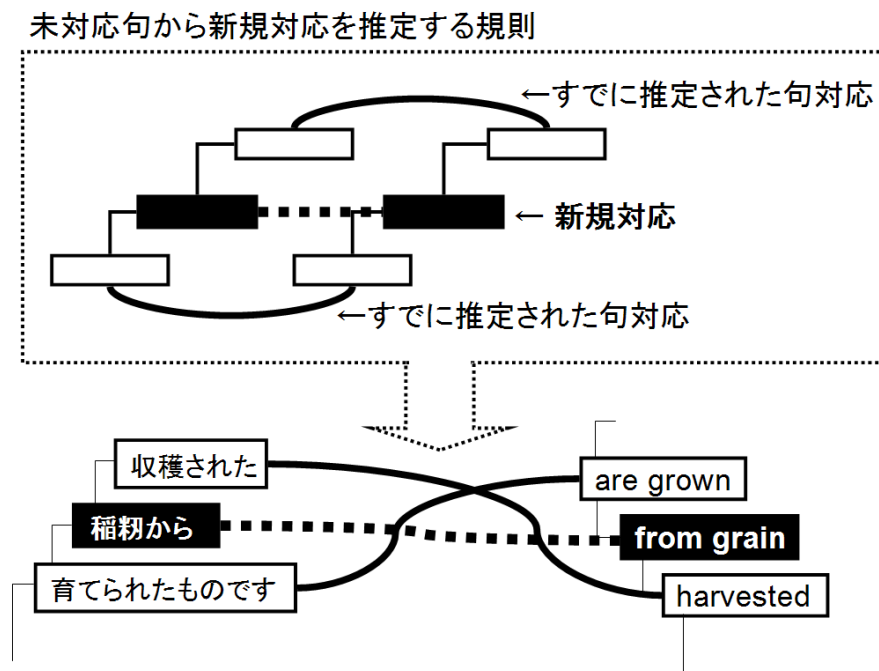 未対応句から新規対応を推定する規則
←すでに推定された句対応
← 新規対応
←すでに推定された句対応
収穫された
are grown
稲籾から
from grain
育てられたものです
harvested